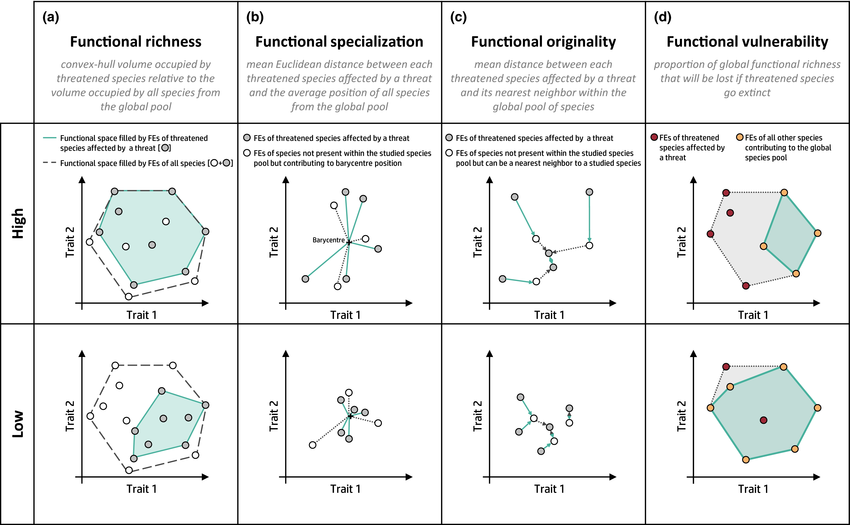 (a)
Functional richness
convex-hull volume occupied by
threatened species relative to the
volume occupied by all species from
the global pool
(b)
Functional specialization
mean Euclidean distance between each
threatened species affected by a threat
and the average position of all species
from the global pool
(c)
Functional originality
mean distance between each
threatened species affected by a threat
and its nearest neighbor within the
global pool of species
(d)
Functional vulnerability
proportion of global functional richness
that will be lost if threatened species
go extinct
High
Functional space filled by FEs of threatened
species affected by a threat [ ]
Functional space filled by FEs of all species [ + ]
Trait 2
Trait 1
FEs of threatened species affected by a threat
FEs of species not present within the studied species
pool but contributing to barycentre position
Barycentre
Trait 2
Trait 1
FEs of threatened species affected by a threat
FEs of species not present within the studied species
pool but can be a nearest neighbor to a studied species
Trait 2
Trait 1
FEs of threatened
species affected by
a threat
FEs of all other species
contributing to the global
species pool
Trait 2
Trait 1
Low
Trait 2
Trait 1
Trait 2
Trait 1
Trait 2
Trait 1
Trait 2
Trait 1